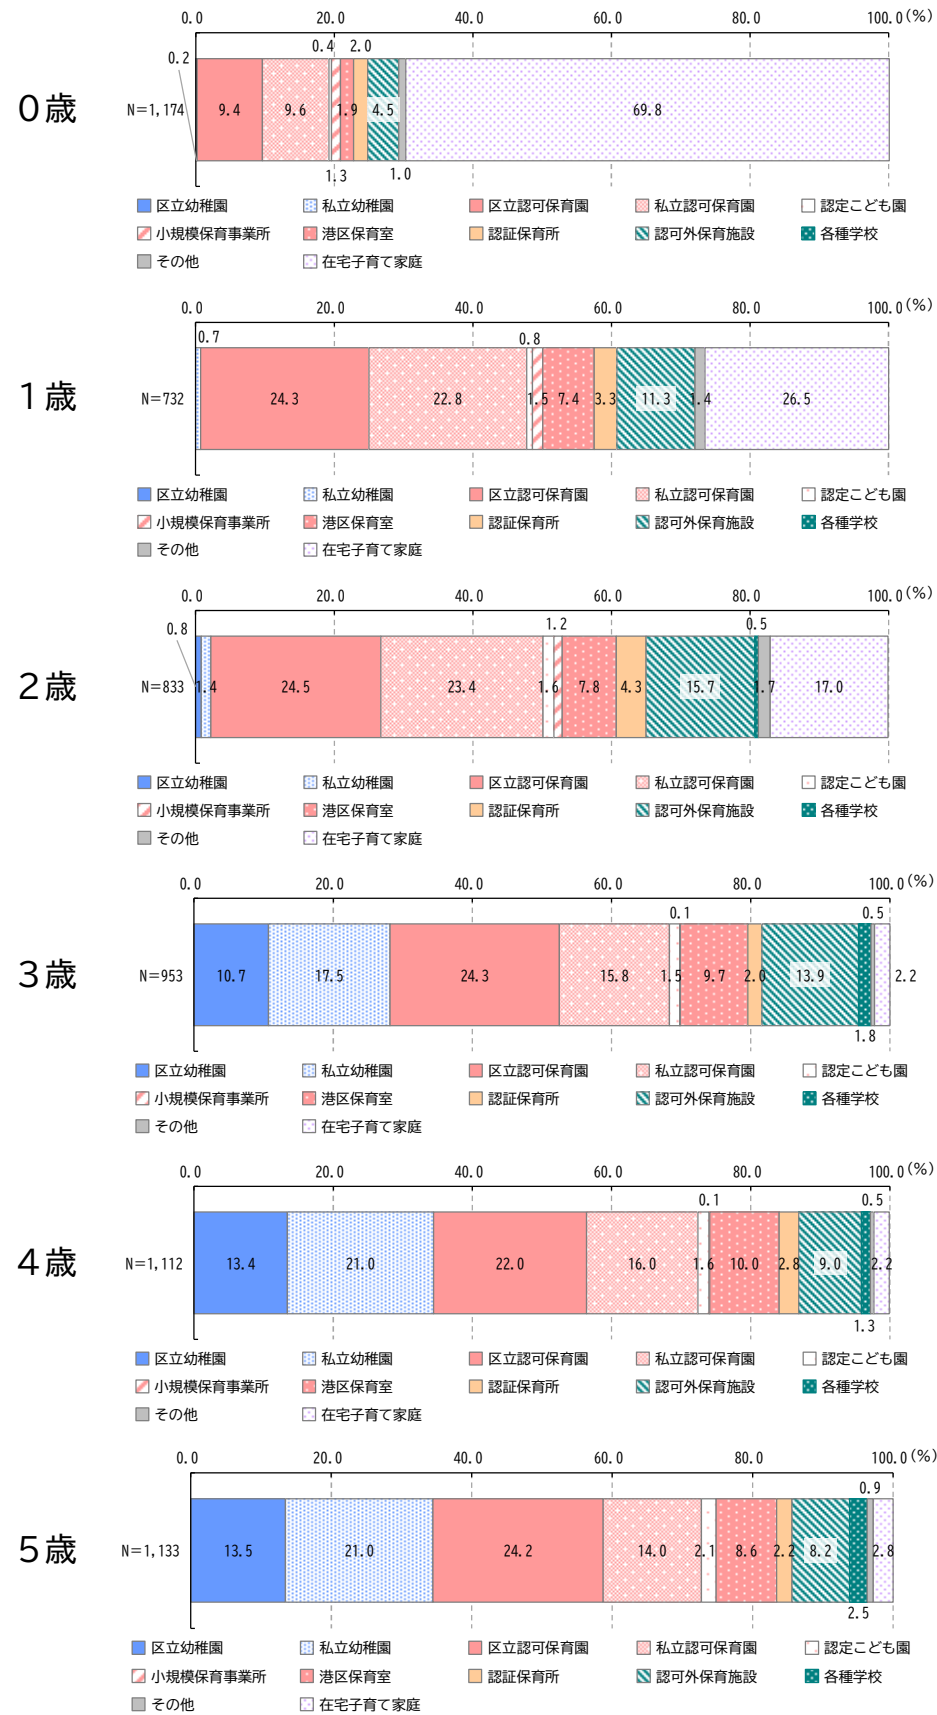 0.0 20.0 40.0 60.0 80.0 100.0 (%)
0.4 2.0
0.2
0歳 N=1,174 9.4 9.6 1.9 4.5 69.8
1.3 1.0
区立幼稚園 私立幼稚園 区立認可保育園 私立認可保育園 認定こども園
小規模保育事業所 港区保育室 認証保育所 認可外保育施設 各種学校
その他 在宅子育て家庭
0.0 20.0 40.0 60.0 80.0 100.0 (%)
0.7 0.8
1歳 N=732 24.3 22.8 1.5 7.4 3.3 11.3 1.4 26.5
区立幼稚園 私立幼稚園 区立認可保育園 私立認可保育園 認定こども園
小規模保育事業所 港区保育室 認証保育所 認可外保育施設 各種学校
その他 在宅子育て家庭
0.0 20.0 40.0 60.0 80.0 100.0 (%)
0.8 1.2 0.5
2歳 N=833 1.4 24.5 23.4 1.6 7.8 4.3 15.7 1.7 17.0
区立幼稚園 私立幼稚園 区立認可保育園 私立認可保育園 認定こども園
小規模保育事業所 港区保育室 認証保育所 認可外保育施設 各種学校
その他 在宅子育て家庭
0.0 20.0 40.0 60.0 80.0 100.0 (%)
0.1 0.5
3歳 N=953 10.7 17.5 24.3 15.8 1.5 9.7 2.0 13.9 2.2
1.8
区立幼稚園 私立幼稚園 区立認可保育園 私立認可保育園 認定こども園
小規模保育事業所 港区保育室 認証保育所 認可外保育施設 各種学校
その他 在宅子育て家庭
0.0 20.0 40.0 60.0 80.0 100.0 (%)
0.1 0.5
4歳 N=1,112 13.4 21.0 22.0 16.0 1.6 10.0 2.8 9.0 2.2
1.3
区立幼稚園 私立幼稚園 区立認可保育園 私立認可保育園 認定こども園
小規模保育事業所 港区保育室 認証保育所 認可外保育施設 各種学校
その他 在宅子育て家庭
0.0 20.0 40.0 60.0 80.0 100.0 (%)
0.9
5歳 N=1,133 13.5 21.0 24.2 14.0 2.1 8.6 2.2 8.2 2.8
2.5
区立幼稚園 私立幼稚園 区立認可保育園 私立認可保育園 認定こども園
小規模保育事業所 港区保育室 認証保育所 認可外保育施設 各種学校
その他 在宅子育て家庭